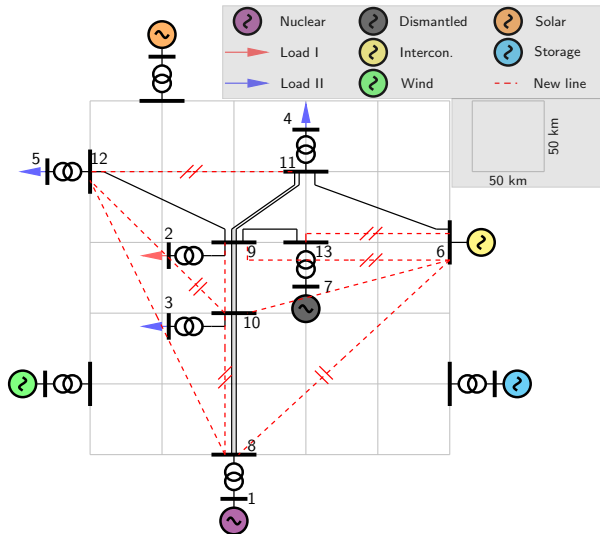 Nuclear Dismantled Solar
Load I Intercon. Storage
Load II Wind New line
50 km
50 km
4
5 12
11
2
9
13
6
7
3
10
8
1